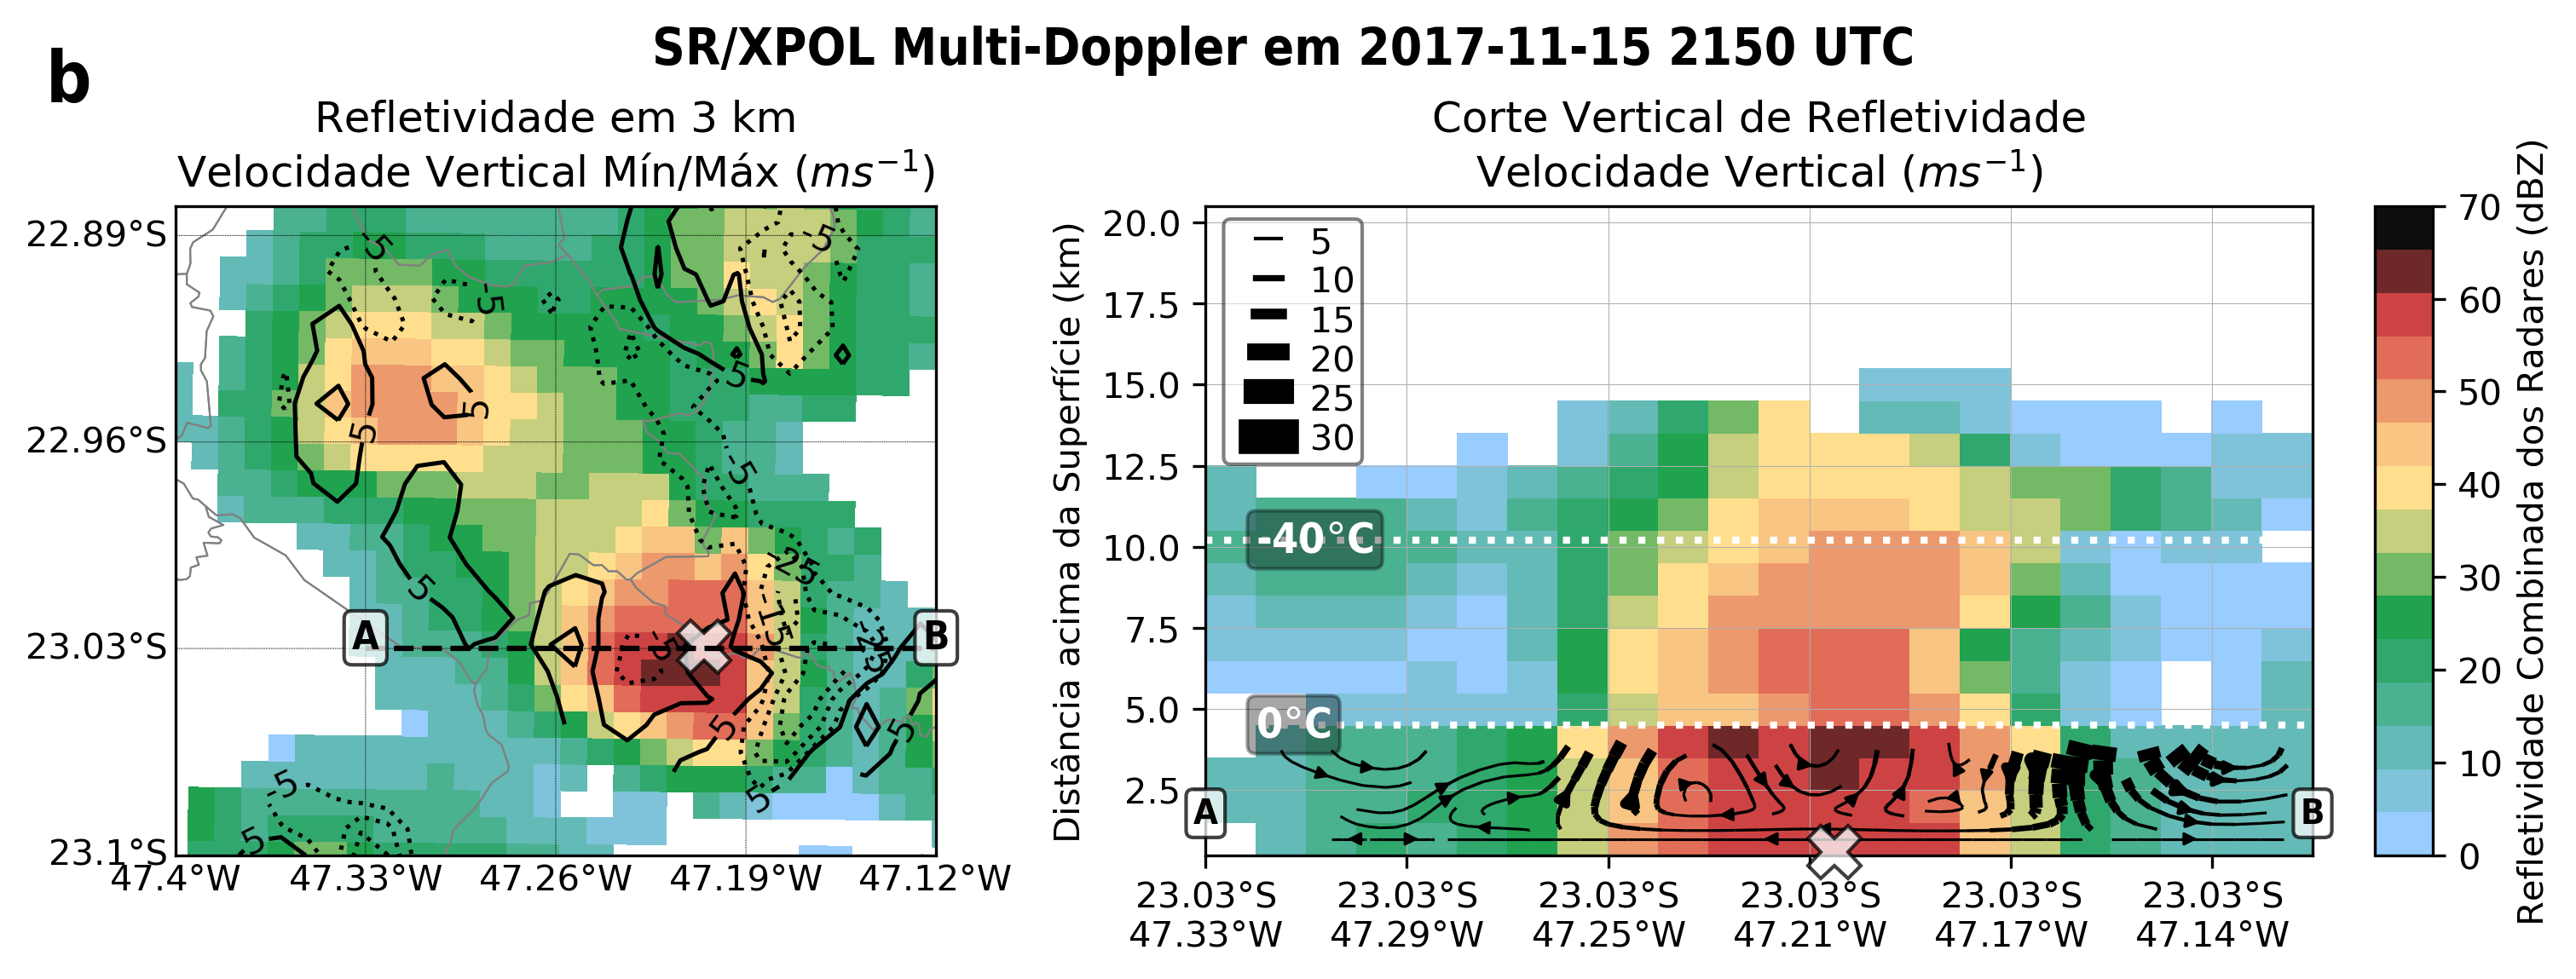 SR/XPOL Multi-Doppler em 2017-11-15 2150 UTC
b
Refletividade em 3 km
Velocidade Vertical Mín/Máx (ms⁻¹)
22.89°S
22.96°S
23.03°S
23.1°S
47.4°W
47.33°W
47.26°W
47.19°W
47.12°W
-5
-5
-5
5
5
5
-5
5
-25
-15
-5
-25
5
5
-5
-5
5
A
B
Corte Vertical de Refletividade
Velocidade Vertical (ms⁻¹)
Distância acima da Superfície (km)
20.0
17.5
15.0
12.5
10.0
7.5
5.0
2.5
5
10
15
20
25
30
-40°C
0°C
A
B
23.03°S
47.33°W
23.03°S
47.29°W
23.03°S
47.25°W
23.03°S
47.21°W
23.03°S
47.17°W
23.03°S
47.14°W
70
60
50
40
30
20
10
0
Refletividade Combinada dos Radares (dBZ)